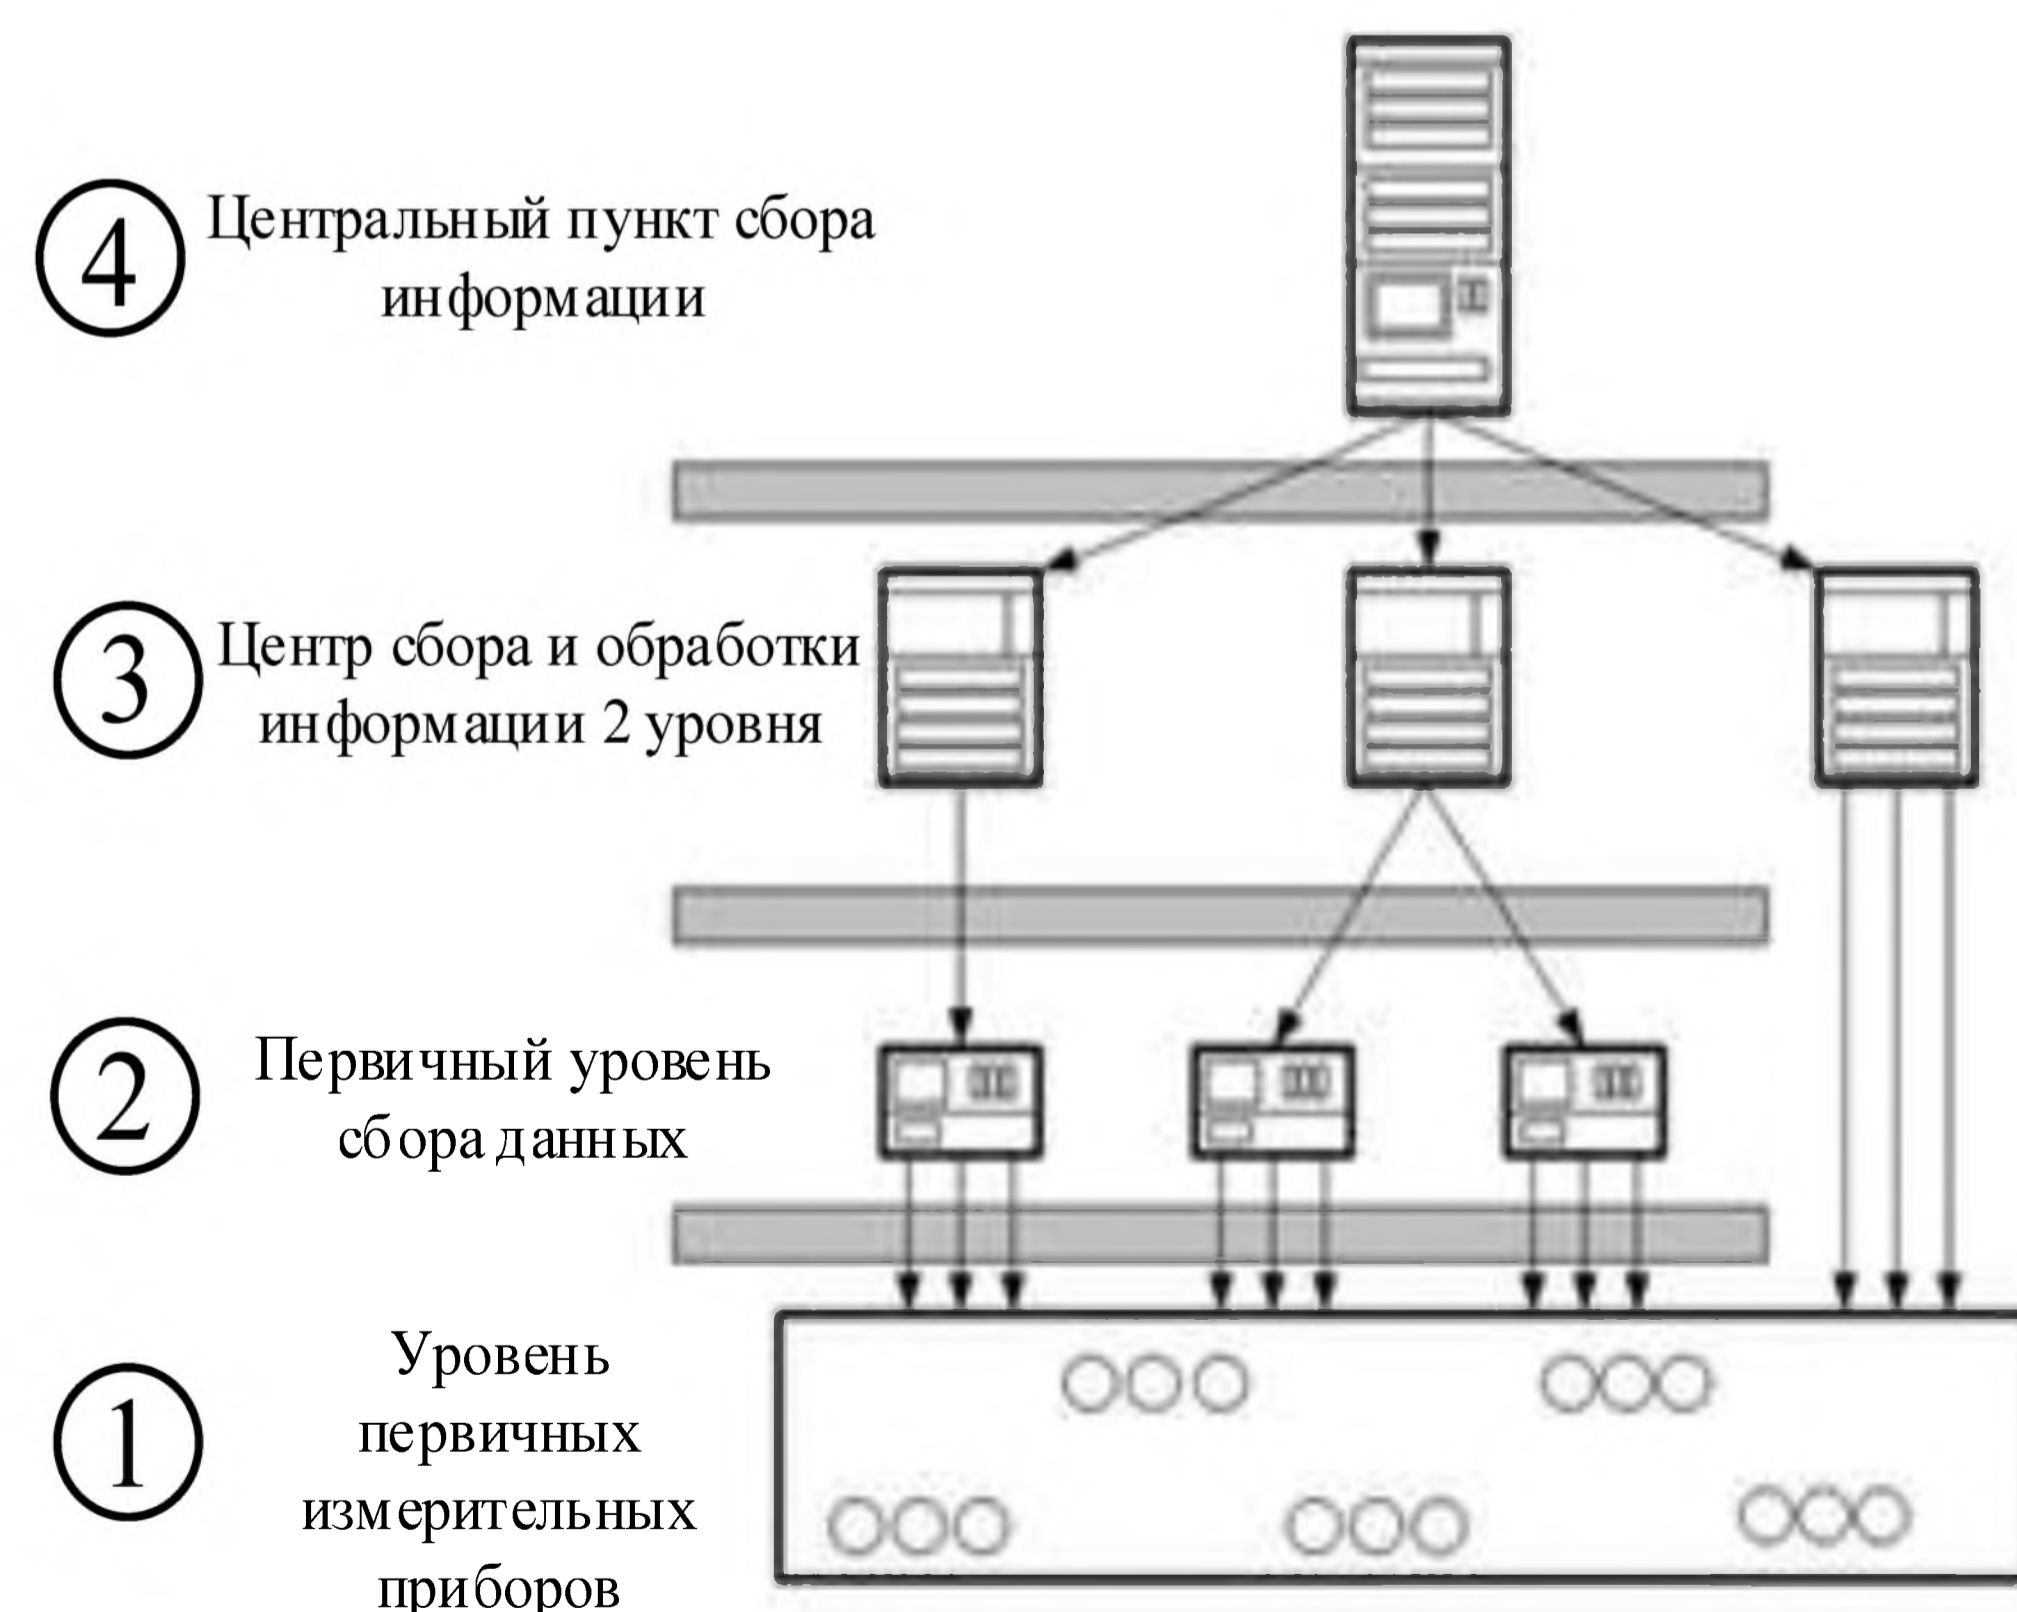 4
Центральный пункт сбора
информации
3
Центр сбора и обработки
информации 2 уровня
2
Первичный уровень
сбора данных
1
Уровень
первичных
измерительных
приборов